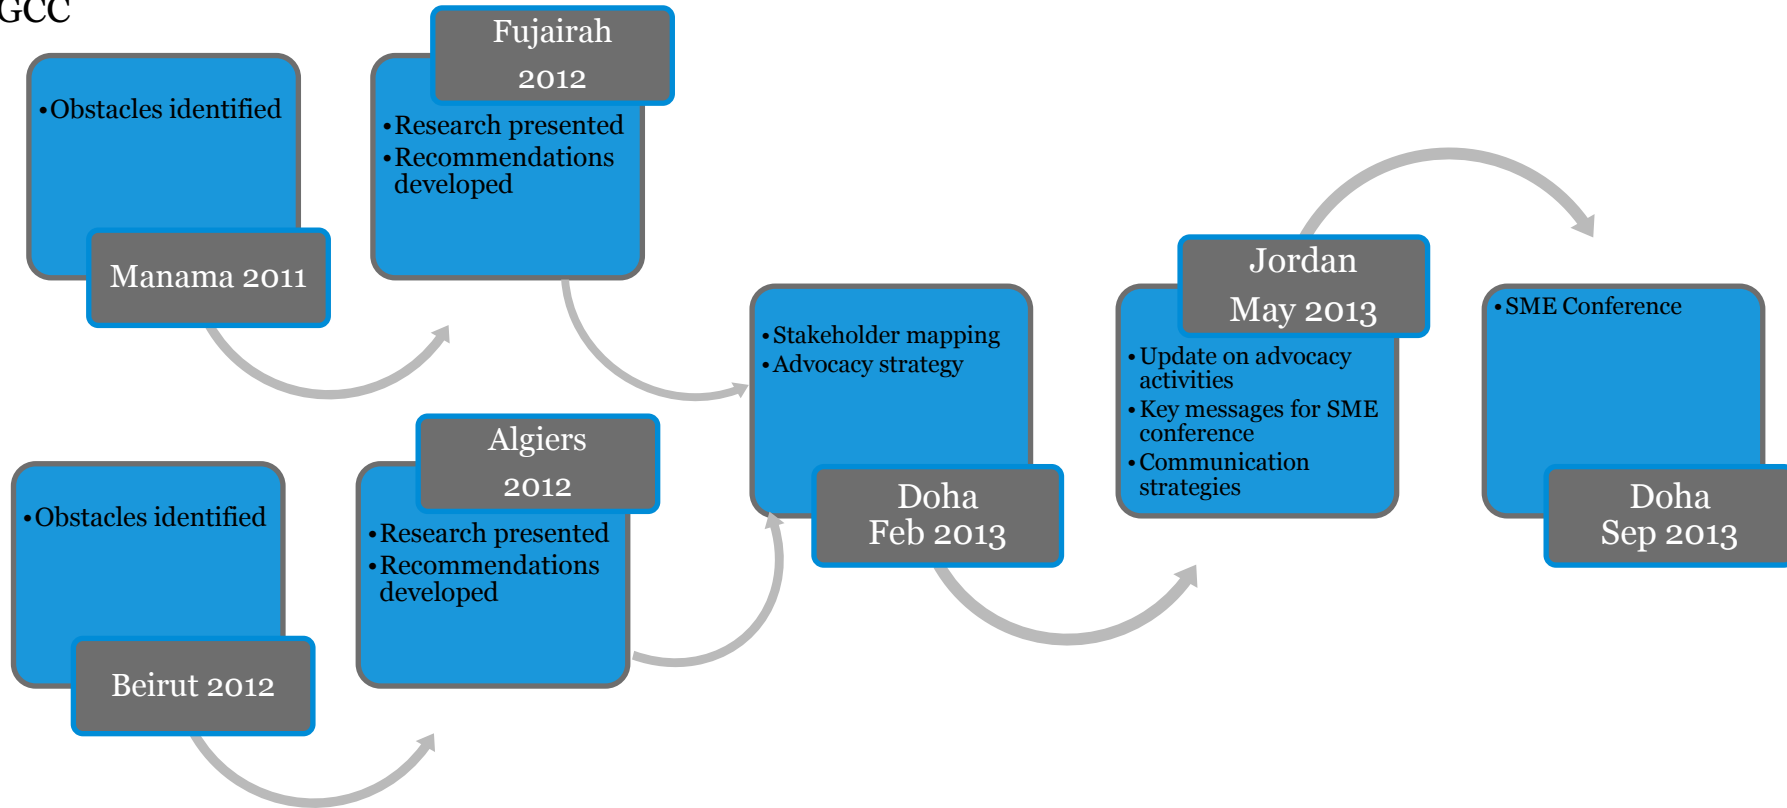 GCC
•Obstacles identified
Manama 2011
Fujairah
2012
•Research presented
•Recommendations
developed
•Obstacles identified
Beirut 2012
Algiers
2012
•Research presented
•Recommendations
developed
•Stakeholder mapping
•Advocacy strategy
Doha
Feb 2013
Jordan
May 2013
•Update on advocacy
activities
•Key messages for SME
conference
•Communication
strategies
•SME Conference
Doha
Sep 2013